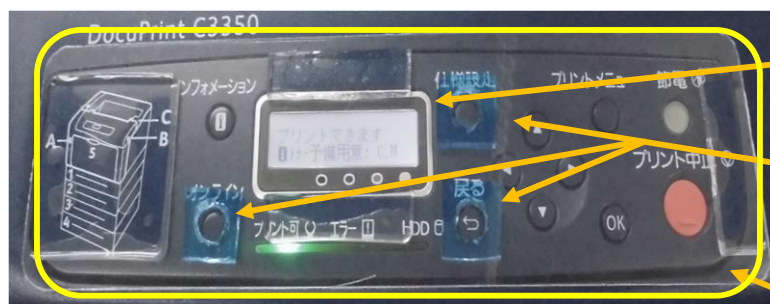 DocuPrint C3350
インフォメーション
仕様設定
プリントメニュー
節電
A
B
C
5
1
2
3
4
プリントできます
ﾄﾅｰ予備用意: C,M
プリント中止
オンライン
戻る
OK
プリント可
エラー
HDD